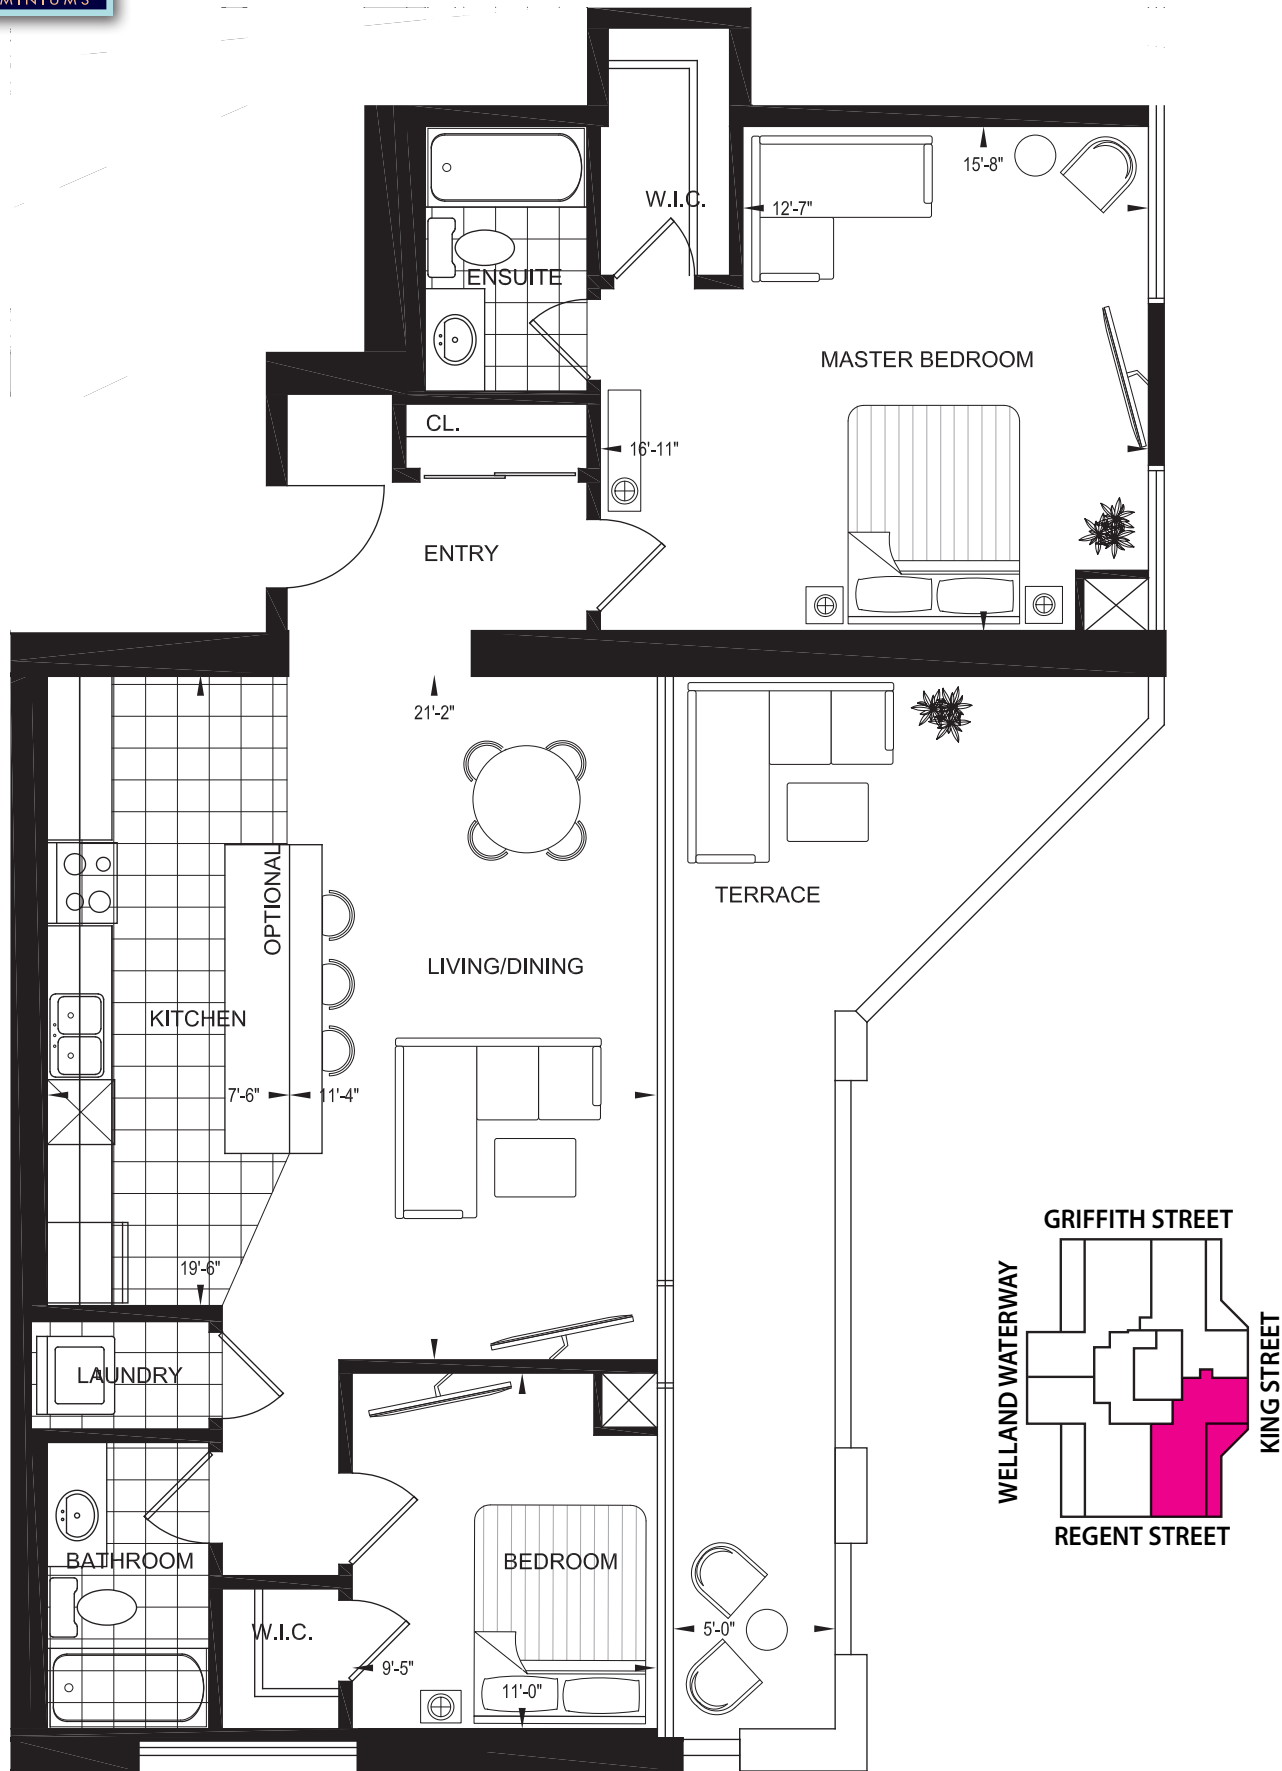 MINIUMS
15'-8"
W.I.C.
12'-7"
ENSUITE
MASTER BEDROOM
CL.
16'-11"
ENTRY
21'-2"
OPTIONAL
TERRACE
LIVING/DINING
KITCHEN
7'-6"
11'-4"
19'-6"
LAUNDRY
BATHROOM
BEDROOM
W.I.C.
5'-0"
9'-5"
11'-0"
GRIFFITH STREET
WELLAND WATERWAY
KING STREET
REGENT STREET